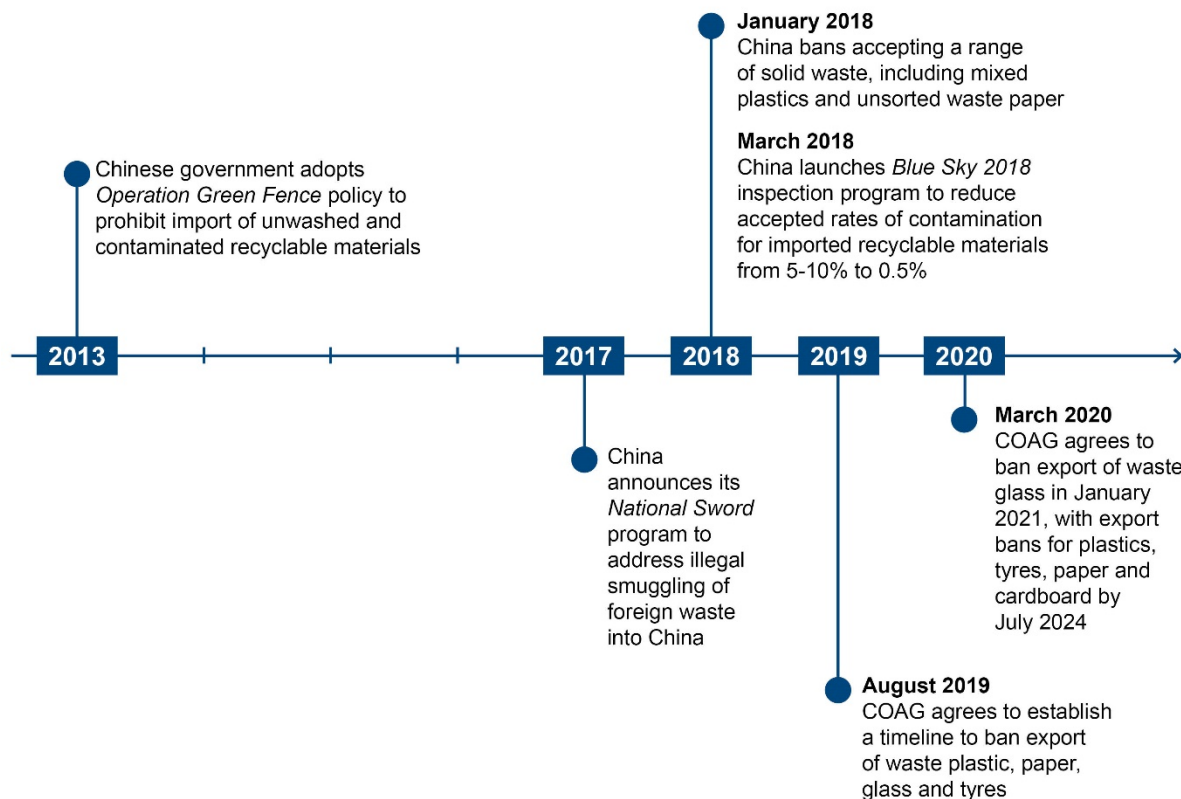 January 2018
China bans accepting a range
of solid waste, including mixed
plastics and unsorted waste paper
March 2018
China launches Blue Sky 2018
inspection program to reduce
accepted rates of contamination
for imported recyclable materials
from 5-10% to 0.5%
Chinese government adopts
Operation Green Fence policy to
prohibit import of unwashed and
contaminated recyclable materials
2013
2017
2018
2019
2020
China
announces its
National Sword
program to
address illegal
smuggling of
foreign waste
into China
March 2020
COAG agrees to
ban export of waste
glass in January
2021, with export
bans for plastics,
tyres, paper and
cardboard by
July 2024
August 2019
COAG agrees to establish
a timeline to ban export
of waste plastic, paper,
glass and tyres